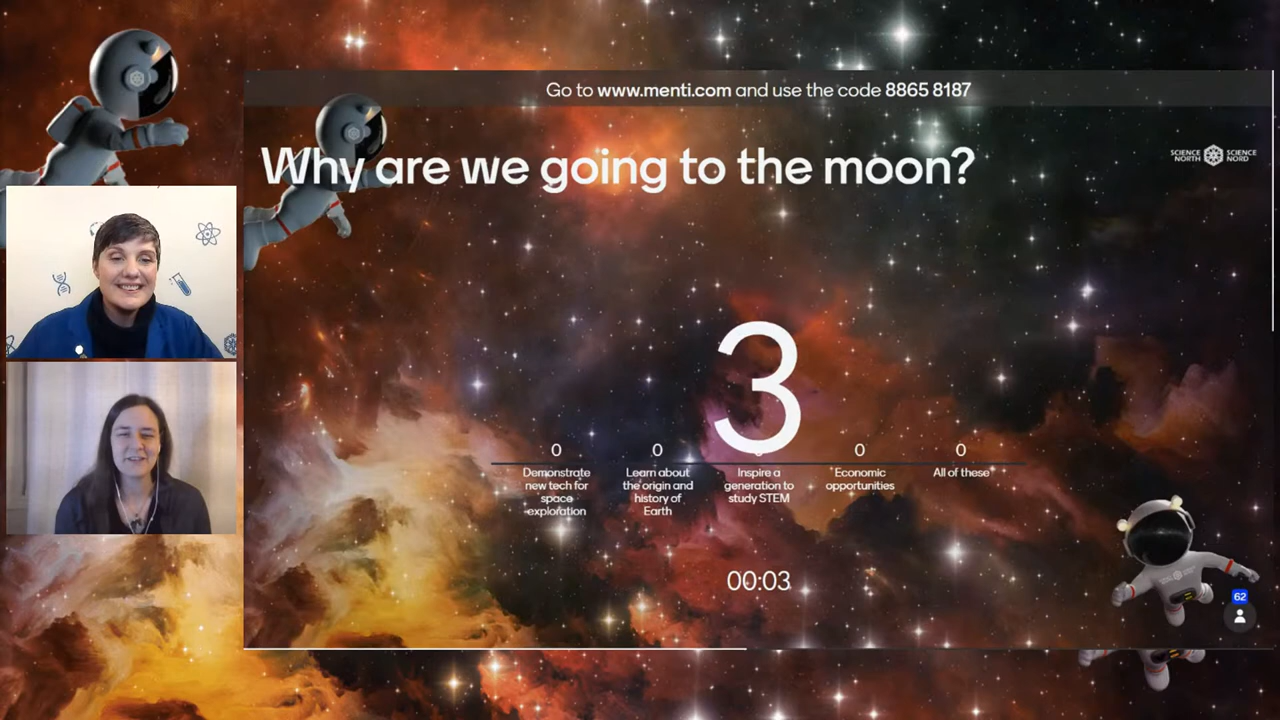 Go to www.menti.com and use the code 8865 8187
Why are we going to the moon?
SCIENCE NORTH SCIENCE NORD
3
0
0
0
0
Demonstrate
new tech for
space
exploration
Learn about
the origin and
history of
Earth
Inspire a
generation to
study STEM
Economic
opportunities
All of these
00:03
62